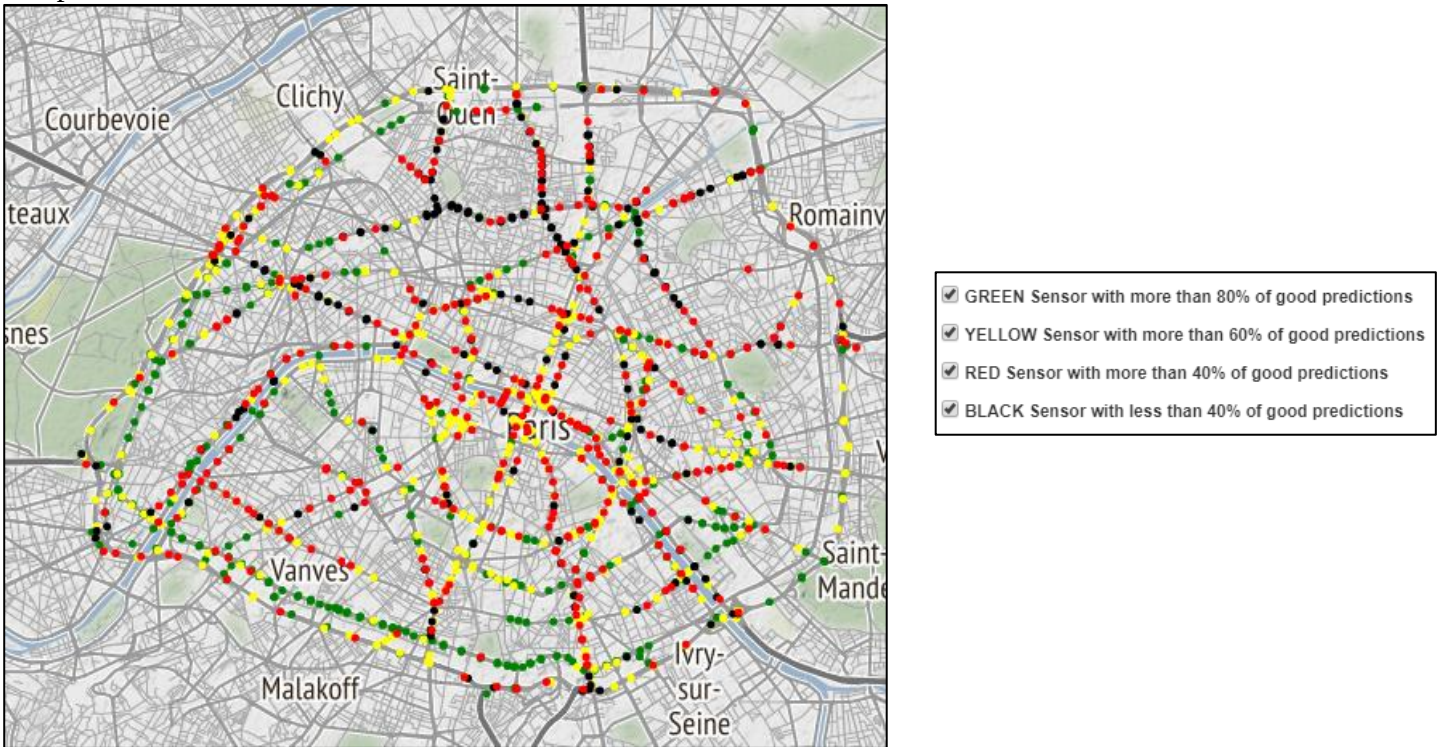 Saint-
Ouen
Clichy
Courbevoie
teaux
Romainv
snes
Paris
V
Saint-
Mande
Vanves
Ivry-
sur-
Seine
Malakoff
GREEN Sensor with more than 80% of good predictions
YELLOW Sensor with more than 60% of good predictions
RED Sensor with more than 40% of good predictions
BLACK Sensor with less than 40% of good predictions